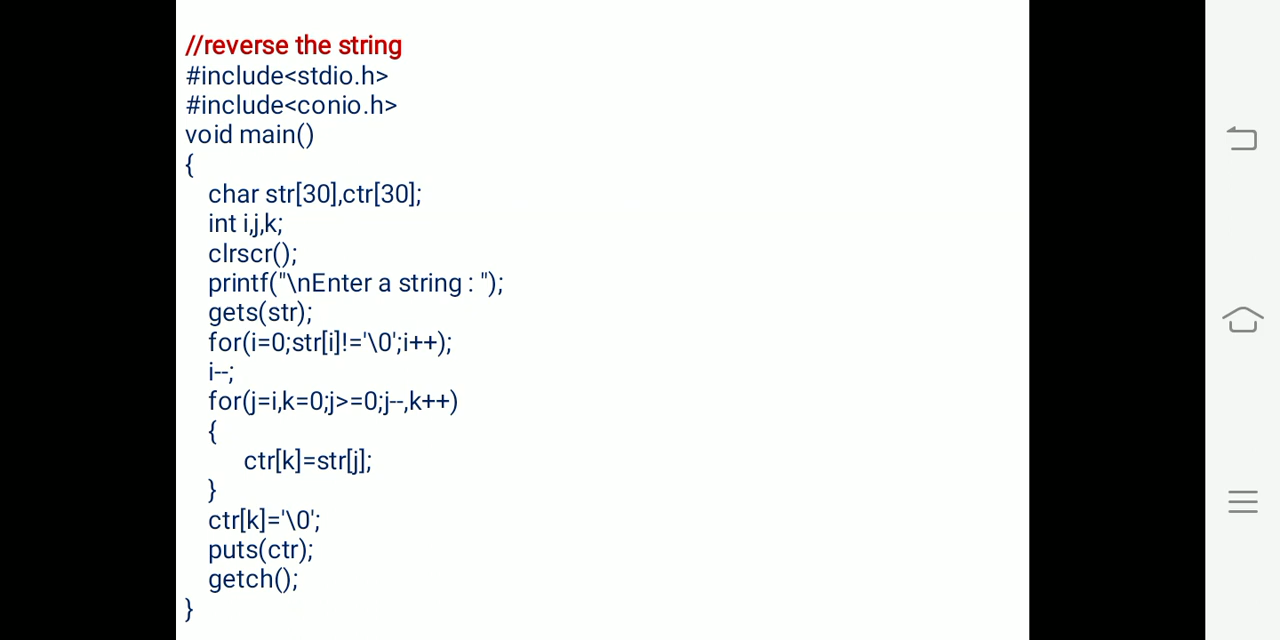 //reverse the string
#include<stdio.h>
#include<conio.h>
void main()
{
char str[30],ctr[30];
int i,j,k;
clrscr();
printf("\nEnter a string : ");
gets(str);
for(i=0;str[i]!='\0';i++);
i--;
for(j=i,k=0;j>=0;j--,k++)
{
ctr[k]=str[j];
}
ctr[k]='\0';
puts(ctr);
getch();
}